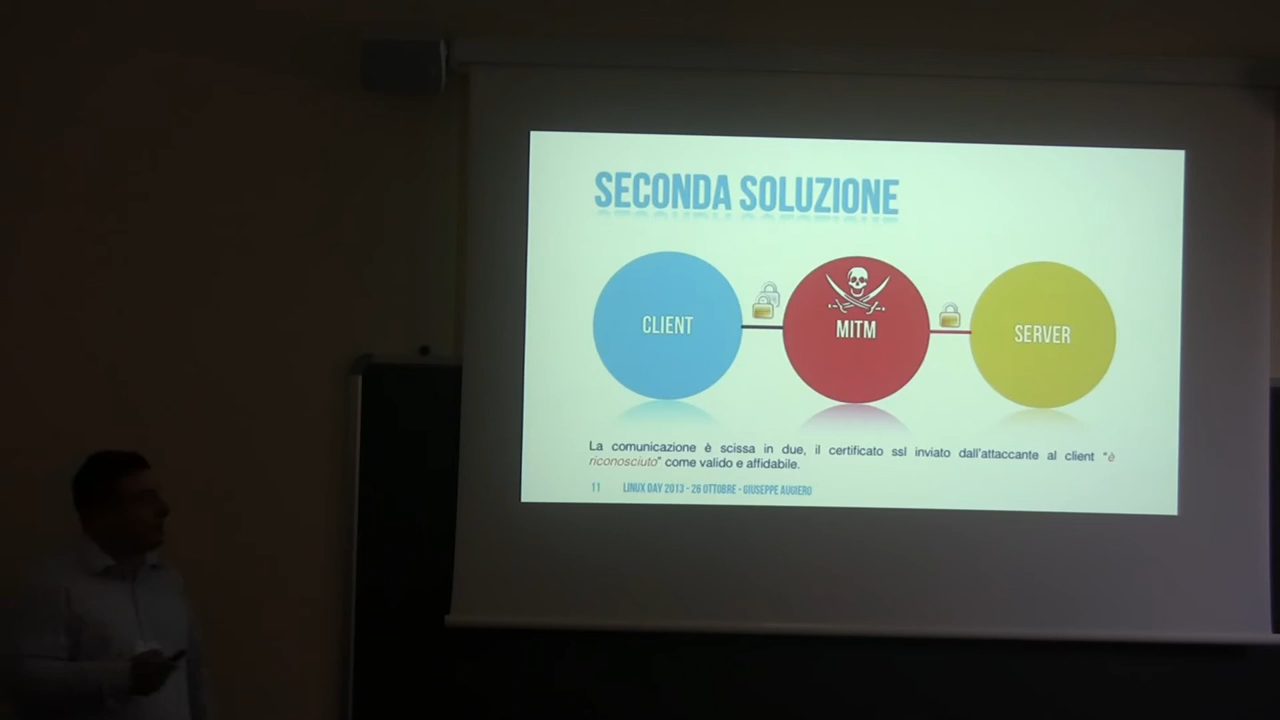 SECONDA SOLUZIONE
CLIENT
MITM
SERVER
La comunicazione è scissa in due, il certificato ssl inviato dall'attaccante al client "è
riconosciuto" come valido e affidabile.
11 LINUX DAY 2013 - 26 OTTOBRE - GIUSEPPE AUGIERO